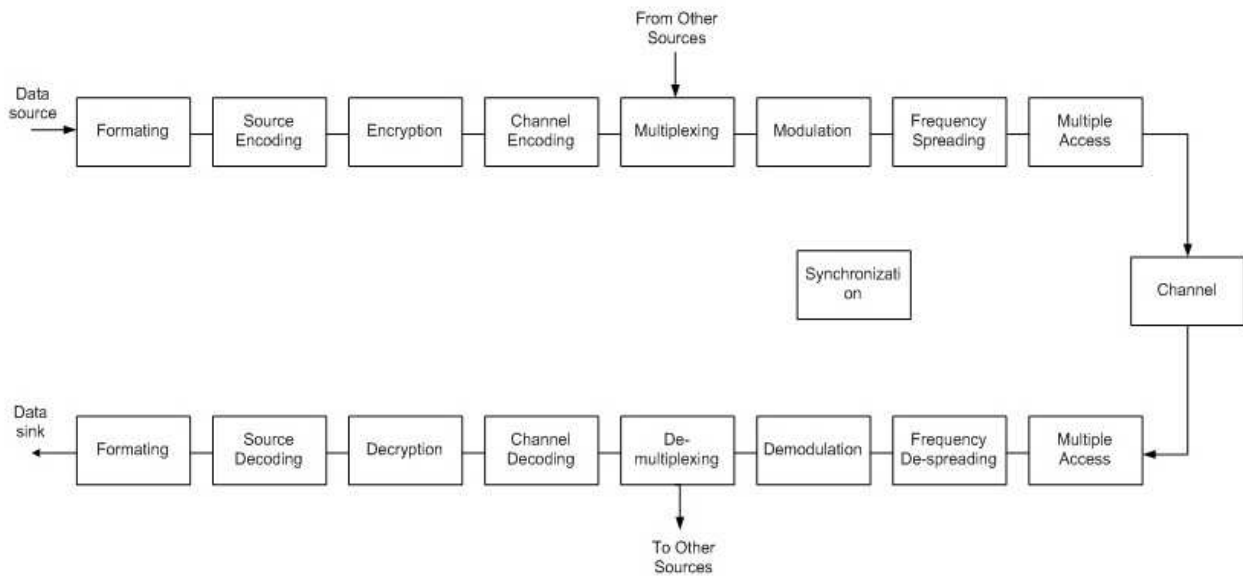 From Other
Sources
Data
source
Formating
Source
Encoding
Encryption
Channel
Encoding
Multiplexing
Modulation
Frequency
Spreading
Multiple
Access
Synchronizati
on
Channel
Data
sink
Formating
Source
Decoding
Decryption
Channel
Decoding
De-
multiplexing
Demodulation
Frequency
De-spreading
Multiple
Access
To Other
Sources